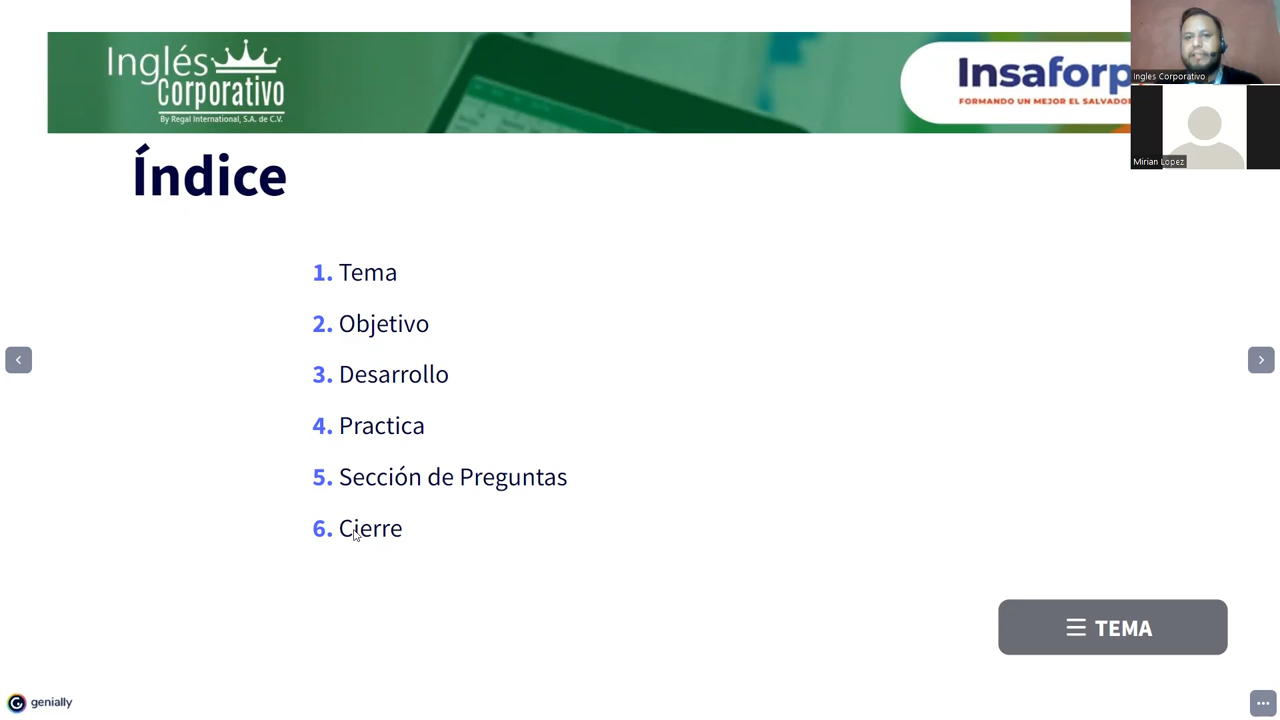 Inglés
Corporativo
By Regal International, S.A. de C.V.
Insaforp
FORMANDO UN MEJOR EL SALVADOR
Ingles Corporativo
Mirian Lopez
Índice
1. Tema
2. Objetivo
3. Desarrollo
4. Practica
5. Sección de Preguntas
6. Cierre
TEMA
genially